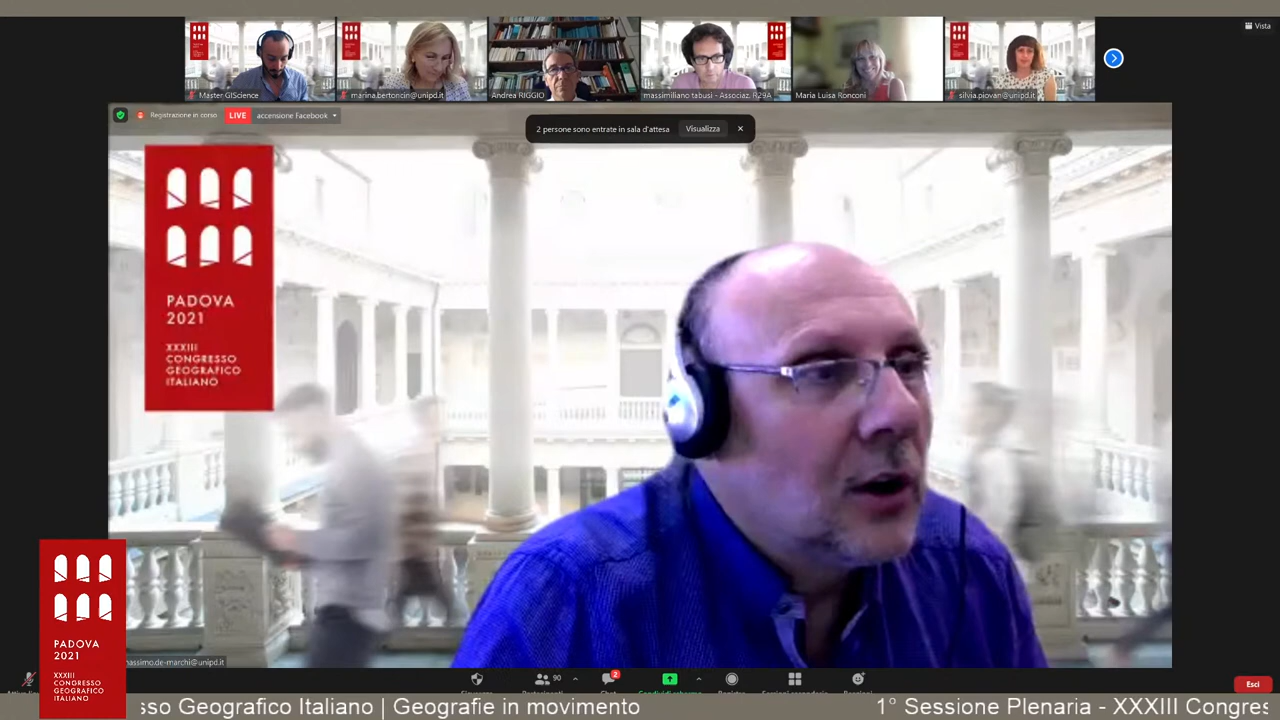 Vista
Master GIScience
marina.bertoncin@unipd.it
Andrea RIGGIO
massimiliano tabusi - Associaz. R29A
Maria Luisa Ronconi
silvia.piovan@unipd.it
Registrazione in corso
LIVE
accensione Facebook
2 persone sono entrate in sala d'attesa
Visualizza
PADOVA
2021
XXXIII
CONGRESSO
GEOGRAFICO
ITALIANO
massimo.de-marchi@unipd.it
90
2
Esci
PADOVA
2021
XXXIII
CONGRESSO
GEOGRAFICO
ITALIANO
sso Geografico Italiano | Geografie in movimento
1° Sessione Plenaria - XXXIII Congres